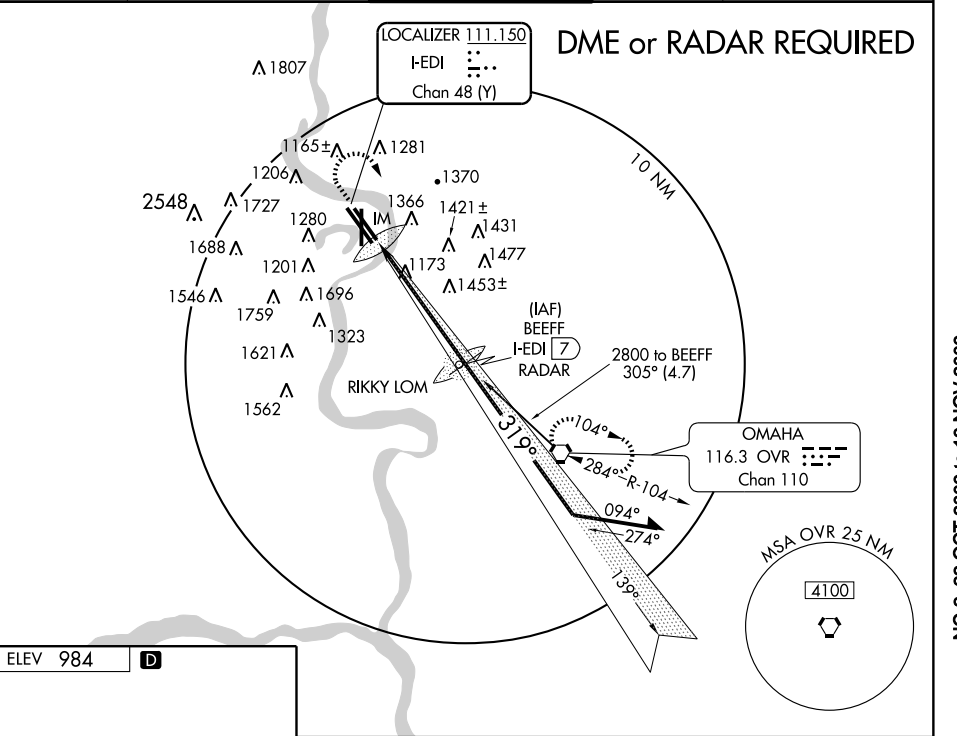 DME or RADAR REQUIRED
LOCALIZER 111.150
I-EDI
Chan 48 (Y)
1807
1165±
1281
10 NM
1206
1370
2548
1727
1366
1421±
1280
IM
1431
1688
1201
1173
1477
1546
1696
1453±
1759
1323
(IAF)
BEEFF
I-EDI 7
RADAR
1621
2800 to BEEFF
305° (4.7)
RIKKY LOM
1562
319°
104°
OMAHA
116.3 OVR
Chan 110
284°
R-104
094°
274°
139°
MSA OVR 25 NM
4100
ELEV 984
D